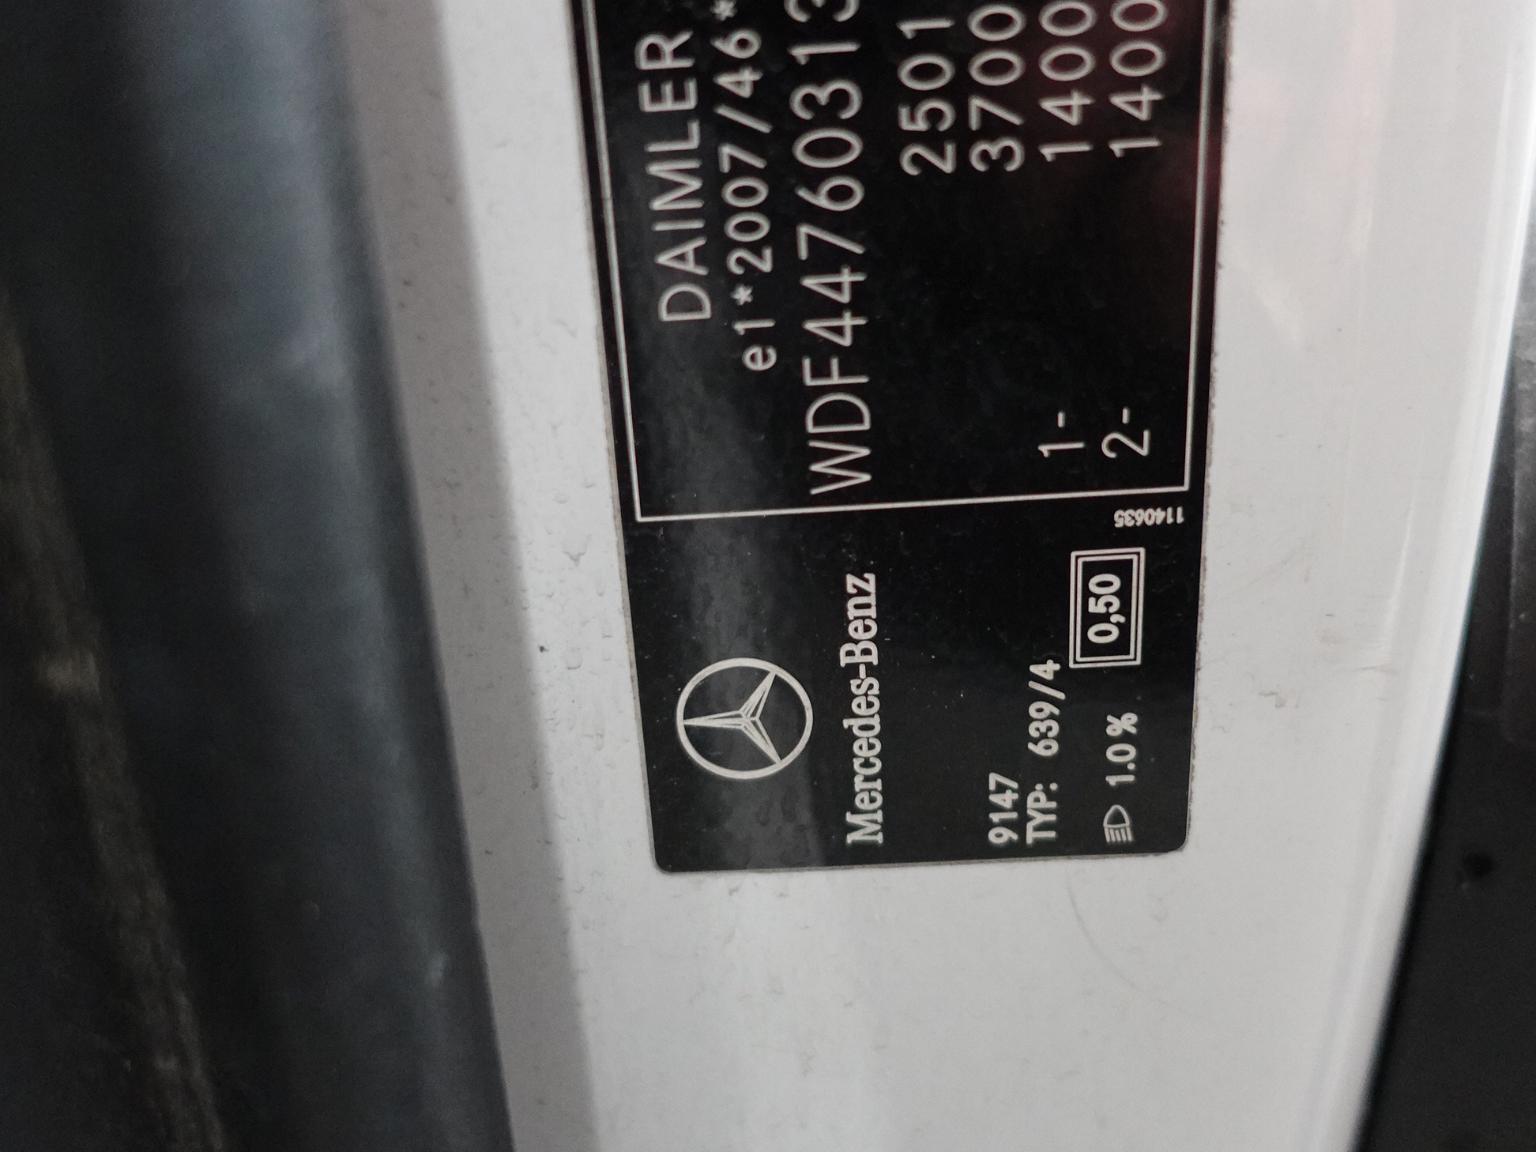 DAIMLER
e1*2007/46*
WDF44760313
2501
3700
1- 1400
2- 1400
1140635
Mercedes-Benz
9147
TYP: 639/4
1.0% 0,50